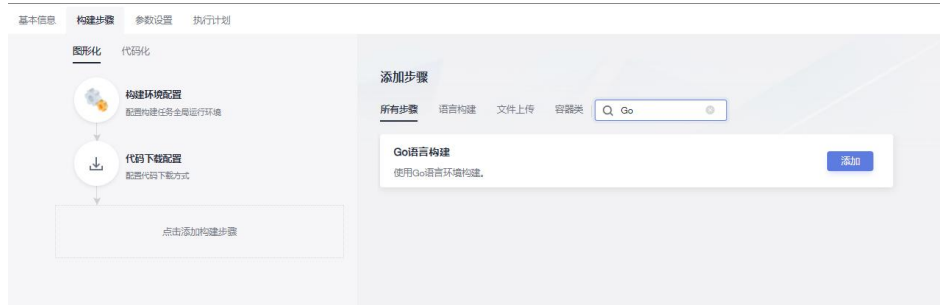 基本信息 构建步骤 参数设置 执行计划
图形化 代码化
构建环境配置
配置构建任务全局运行环境
代码下载配置
配置代码下载方式
点击添加构建步骤
添加步骤
所有步骤 语言构建 文件上传 容器类 Go
Go语言构建
使用Go语言环境构建。
添加